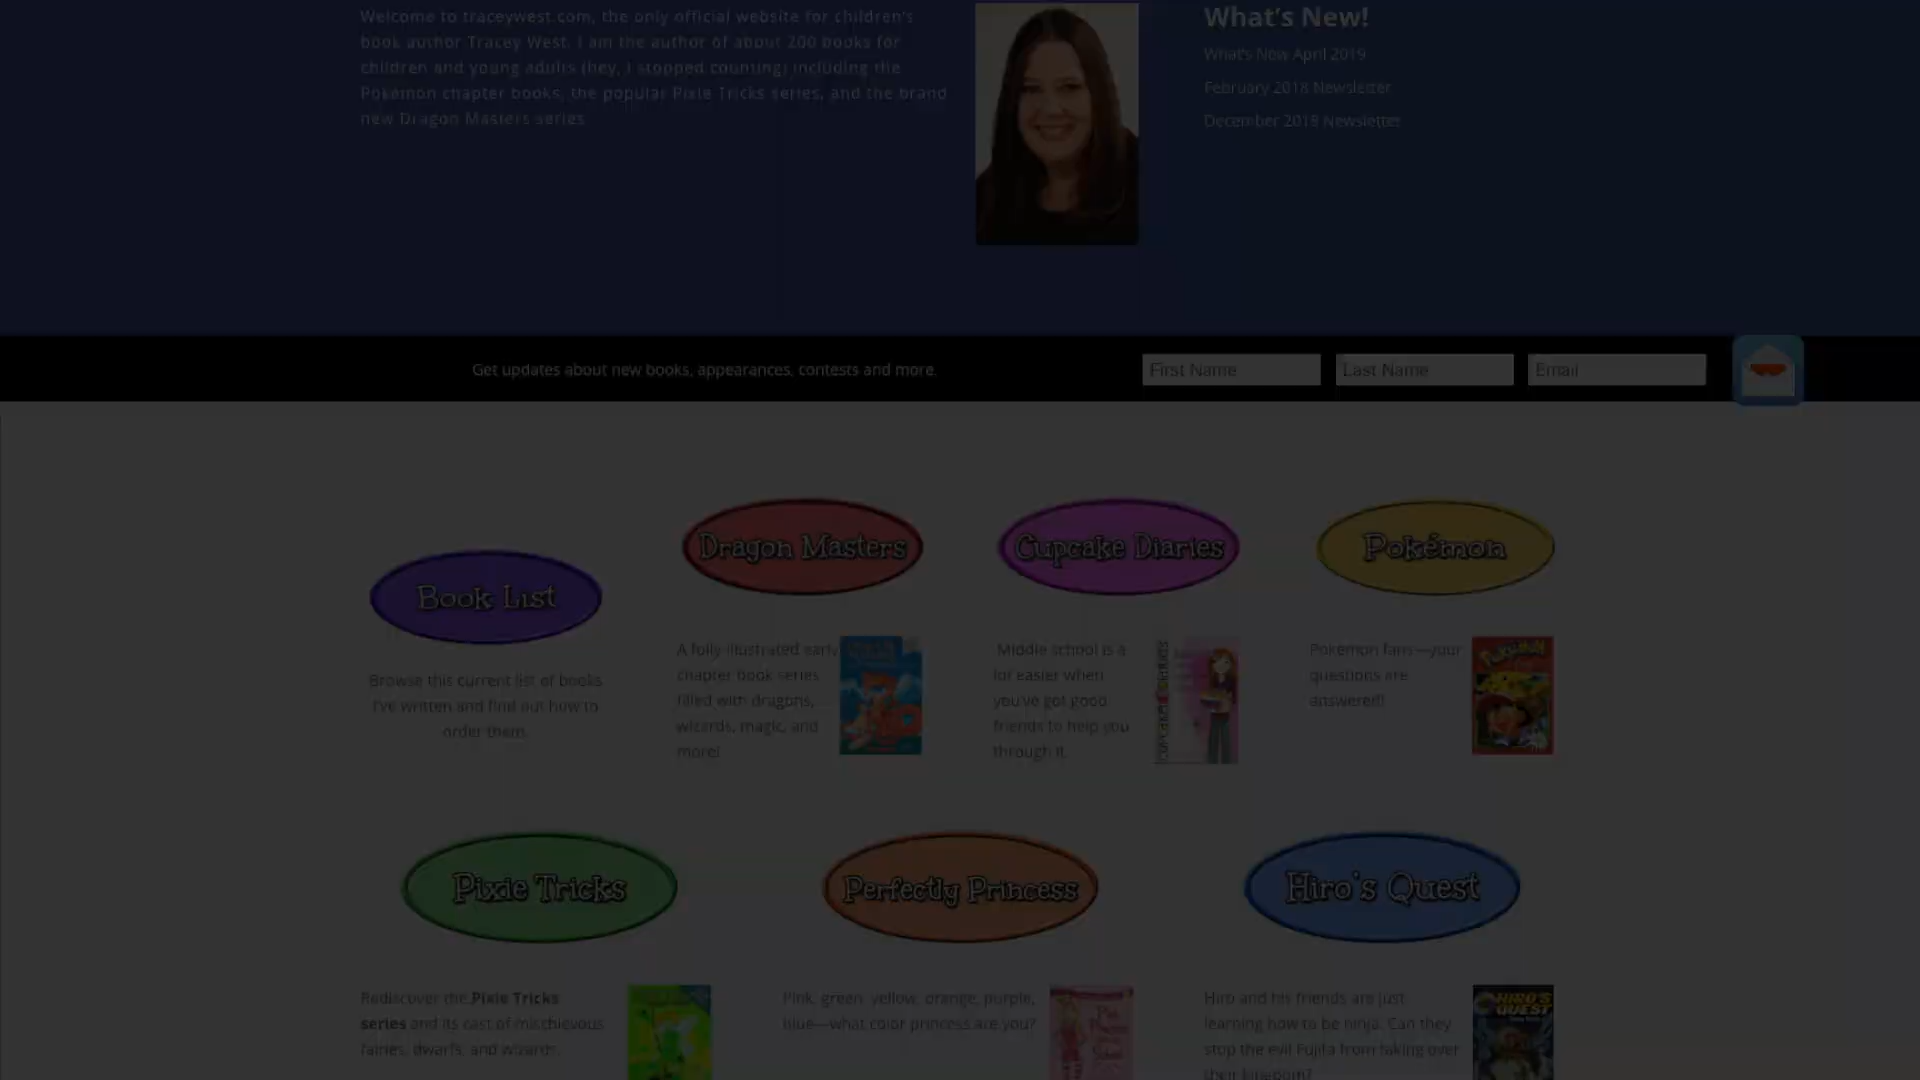 Welcome to traceywest.com, the only official website for children's
book author Tracey West. I am the author of about 200 books for
children and young adults (hey, I stopped counting) including the
Pokémon chapter books, the popular Pixie Tricks series, and the brand
new Dragon Masters series.
What's New!
What's New April 2019
February 2018 Newsletter
December 2018 Newsletter
Get updates about new books, appearances, contests and more.
First Name
Last Name
Email
Book List
Browse this current list of books
I've written and find out how to
order them.
Dragon Masters
A fully illustrated early
chapter book series
filled with dragons,
wizards, magic, and
more!
Cupcake Diaries
Middle school is a
lot easier when
you've got good
friends to help you
through it.
Pokémon
Pokémon fans—your
questions are
answered!
Pokémon
Pixie Tricks
Rediscover the Pixie Tricks
series and its cast of mischievous
fairies, dwarfs, and wizards.
Perfectly Princess
Pink, green, yellow, orange, purple,
blue—what color princess are you?
Hiro's Quest
Hiro and his friends are just
learning how to be ninja. Can they
stop the evil Fujita from taking over
their kingdom?
HIRO'S
QUEST